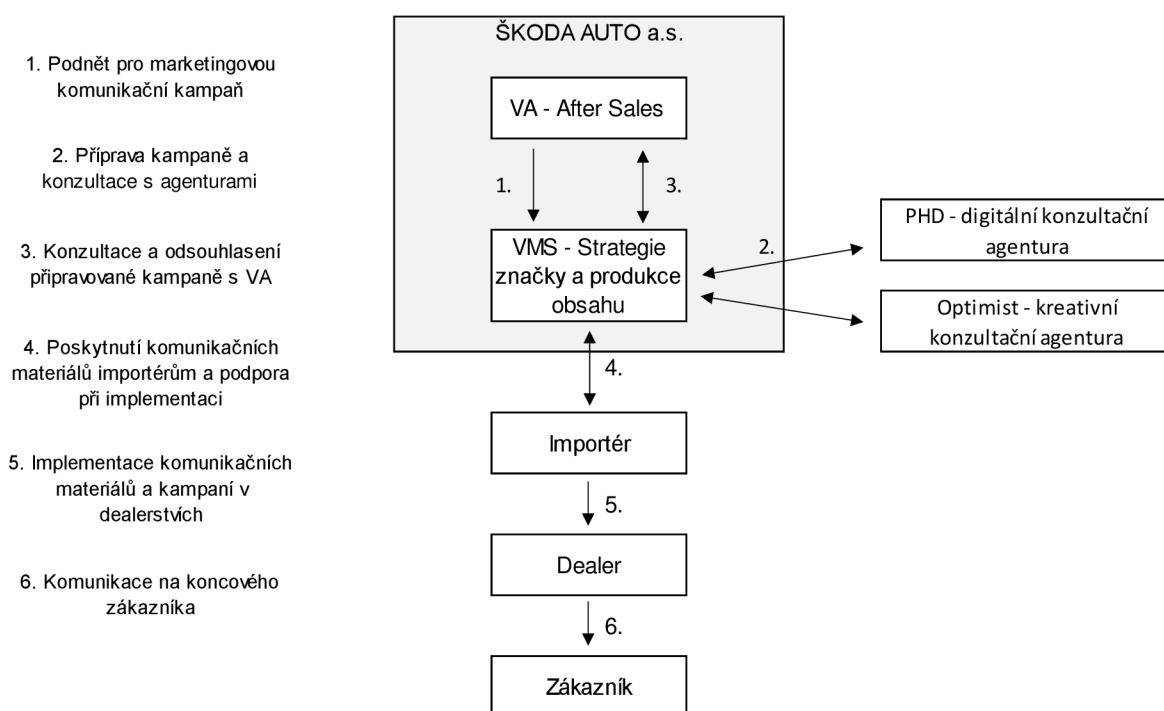 1. Podnět pro marketingovou
komunikační kampaň
2. Příprava kampaně a
konzultace s agenturami
3. Konzultace a odsouhlasení
připravované kampaně s VA
4. Poskytnutí komunikačních
materiálů importérům a podpora
při implementaci
5. Implementace komunikačních
materiálů a kampaní v
dealerstvích
6. Komunikace na koncového
zákazníka
ŠKODA AUTO a.s.
VA - After Sales
1.
3.
VMS - Strategie
značky a produkce
obsahu
2.
PHD - digitální konzultační
agentura
Optimist - kreativní
konzultační agentura
4.
Importér
5.
Dealer
6.
Zákazník